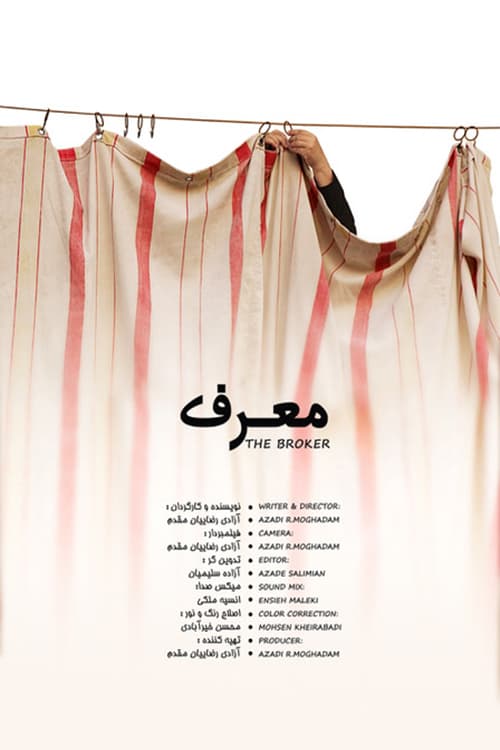 معرف
THE BROKER
نویسنده و کارگردان : • WRITER & DIRECTOR:
آزادی رضاییان مقدم • AZADI R.MOGHADAM
فیلمبردار : • CAMERA:
آزادی رضاییان مقدم • AZADI R.MOGHADAM
تدوین گر : • EDITOR:
آزاده سلیمیان • AZADE SALIMIAN
میکس صدا: • SOUND MIX:
انسیه ملکی • ENSIEH MALEKI
اصلاح رنگ و نور : • COLOR CORRECTION:
محسن خیرآبادی • MOHSEN KHEIRABADI
تهیه کننده : • PRODUCER:
آزادی رضاییان مقدم • AZADI R.MOGHADAM